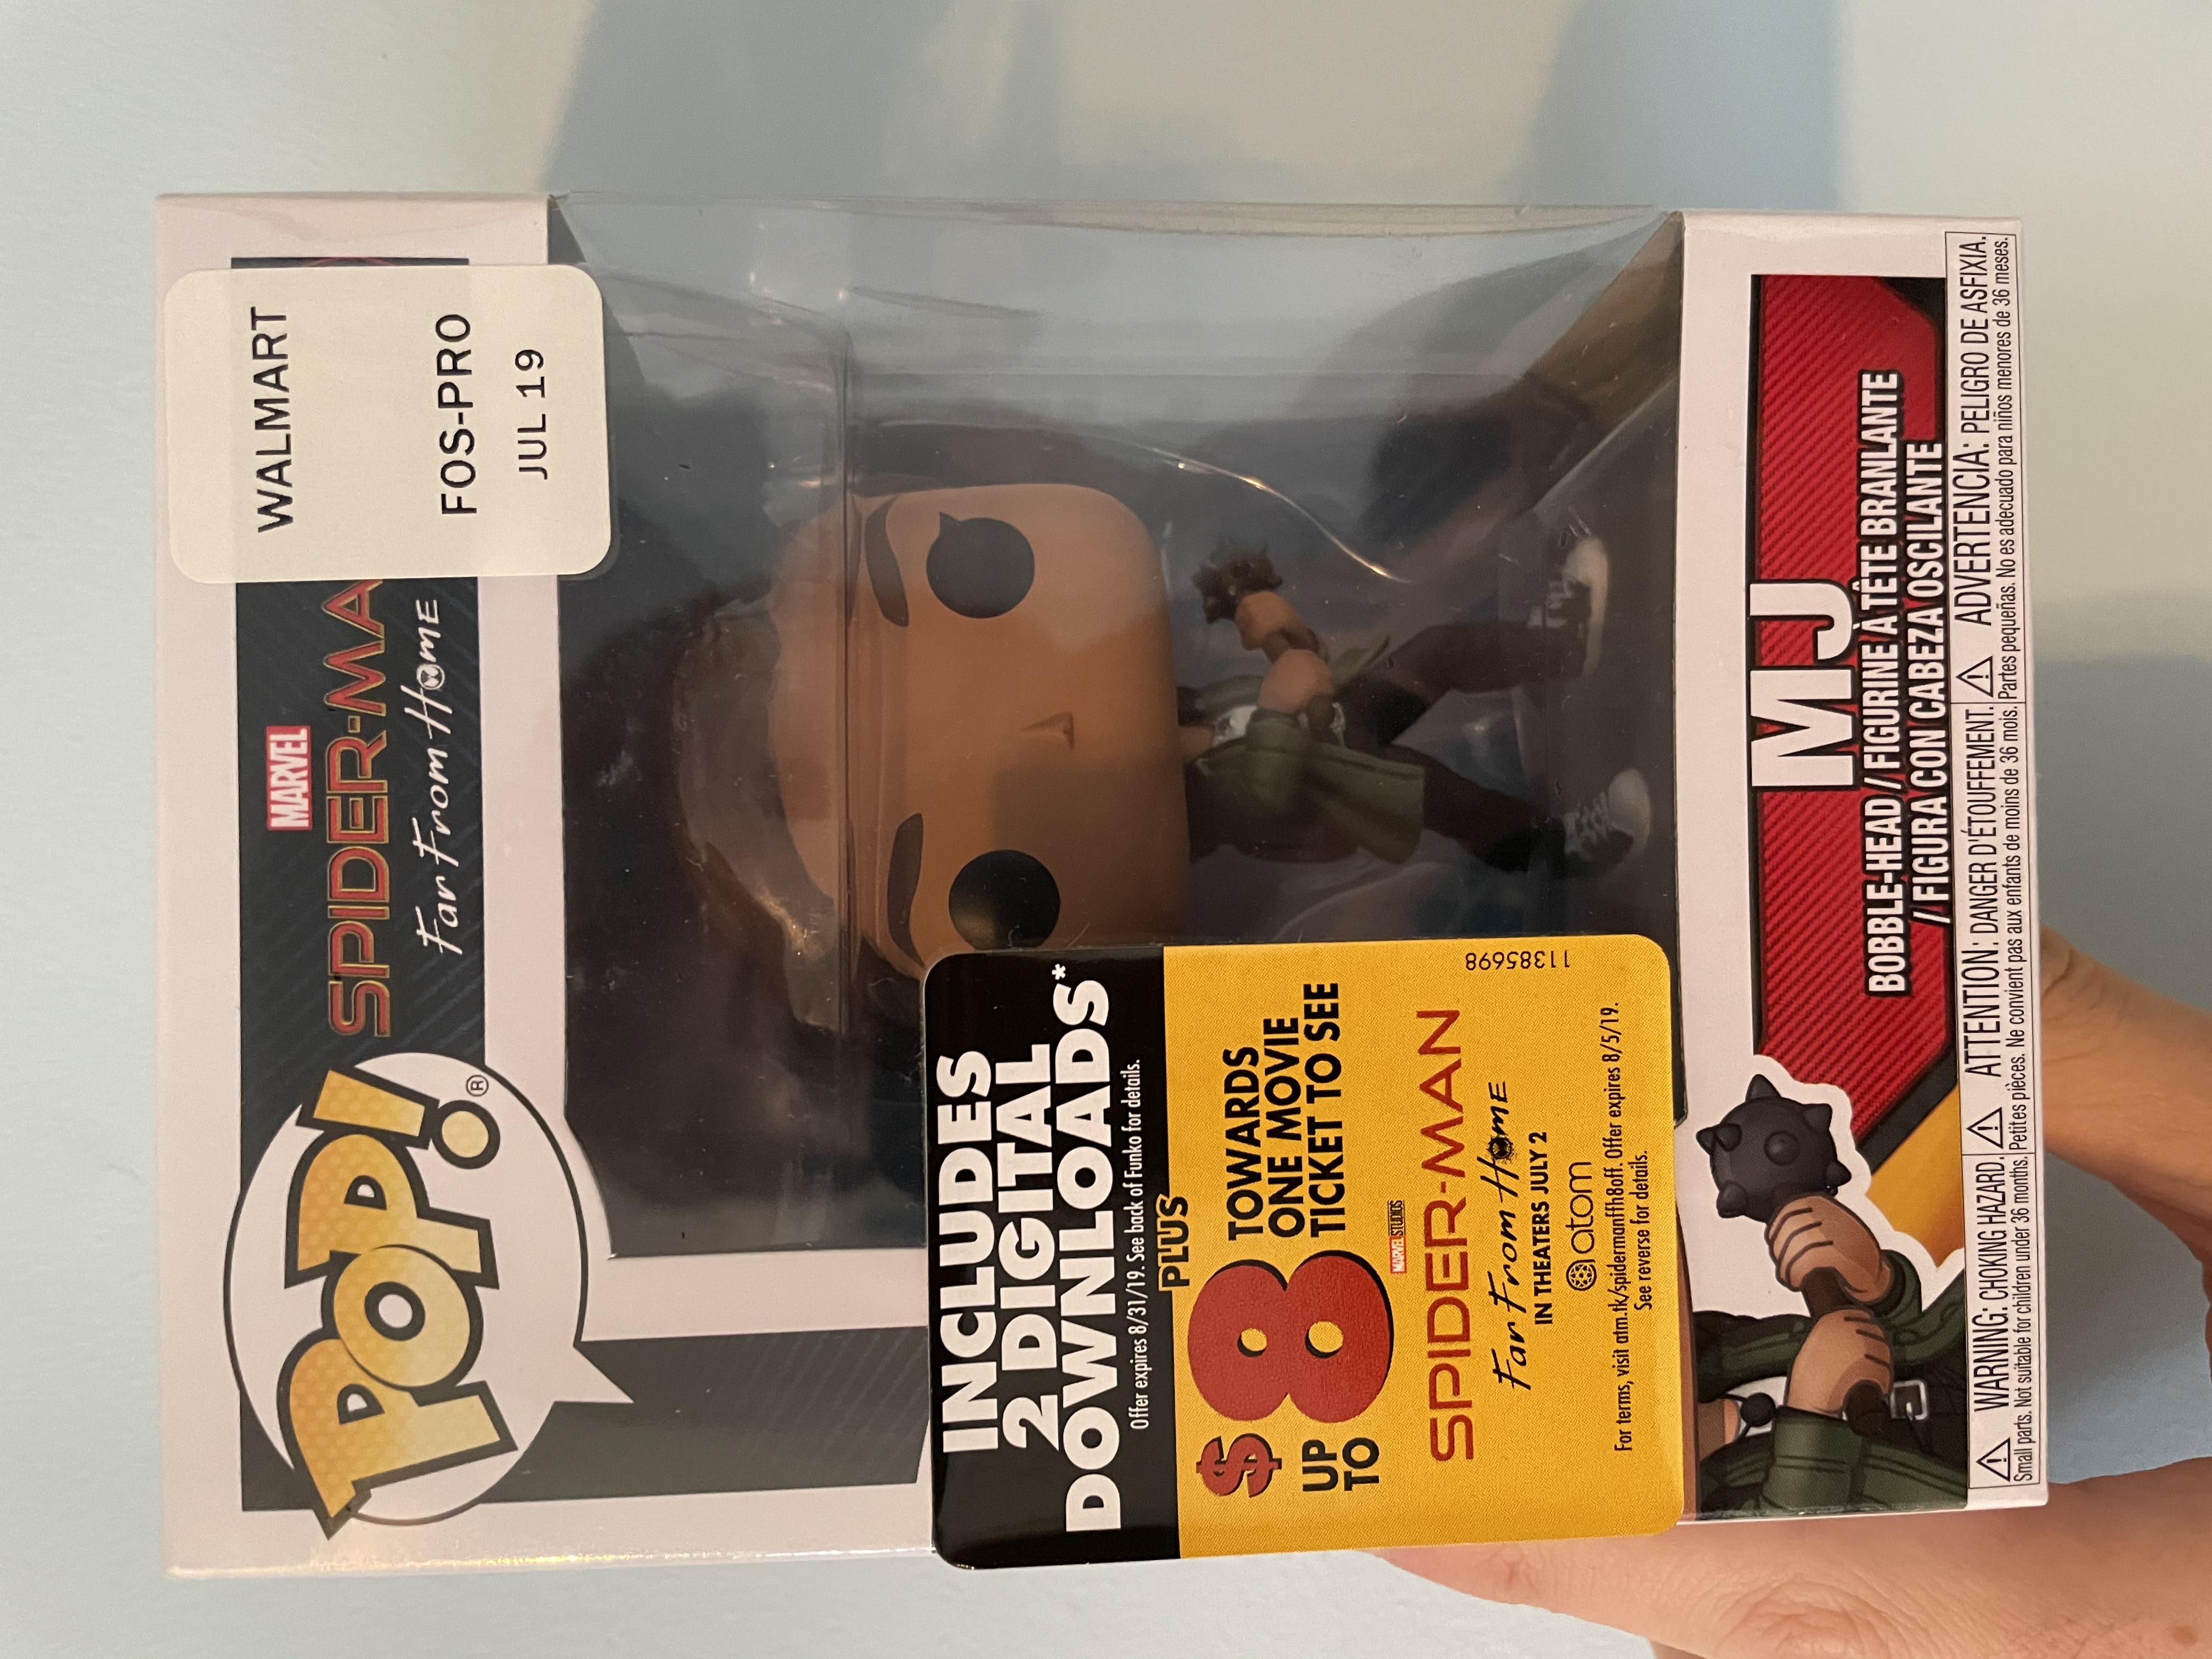 POP!®
MARVEL
SPIDER-MA
Far From Home
WALMART
FOS-PRO
JUL 19
INCLUDES
2 DIGITAL
DOWNLOADS*
Offer expires 8/31/19. See back of Funko for details.
PLUS
$8
UP
TO
TOWARDS
ONE MOVIE
TICKET TO SEE
MARVEL STUDIOS
SPIDER-MAN
Far From Home
IN THEATERS JULY 2
atom
For terms, visit atm.tk/spidermanffh8off. Offer expires 8/5/19.
See reverse for details.
11385698
MJ
BOBBLE-HEAD / FIGURINE À TÊTE BRANLANTE
/ FIGURA CON CABEZA OSCILANTE
WARNING: CHOKING HAZARD.
Small parts. Not suitable for children under 36 months.
ATTENTION: DANGER D'ÉTOUFFEMENT.
Petites pièces. Ne convient pas aux enfants de moins de 36 mois.
ADVERTENCIA: PELIGRO DE ASFIXIA.
Partes pequeñas. No es adecuado para niños menores de 36 meses.